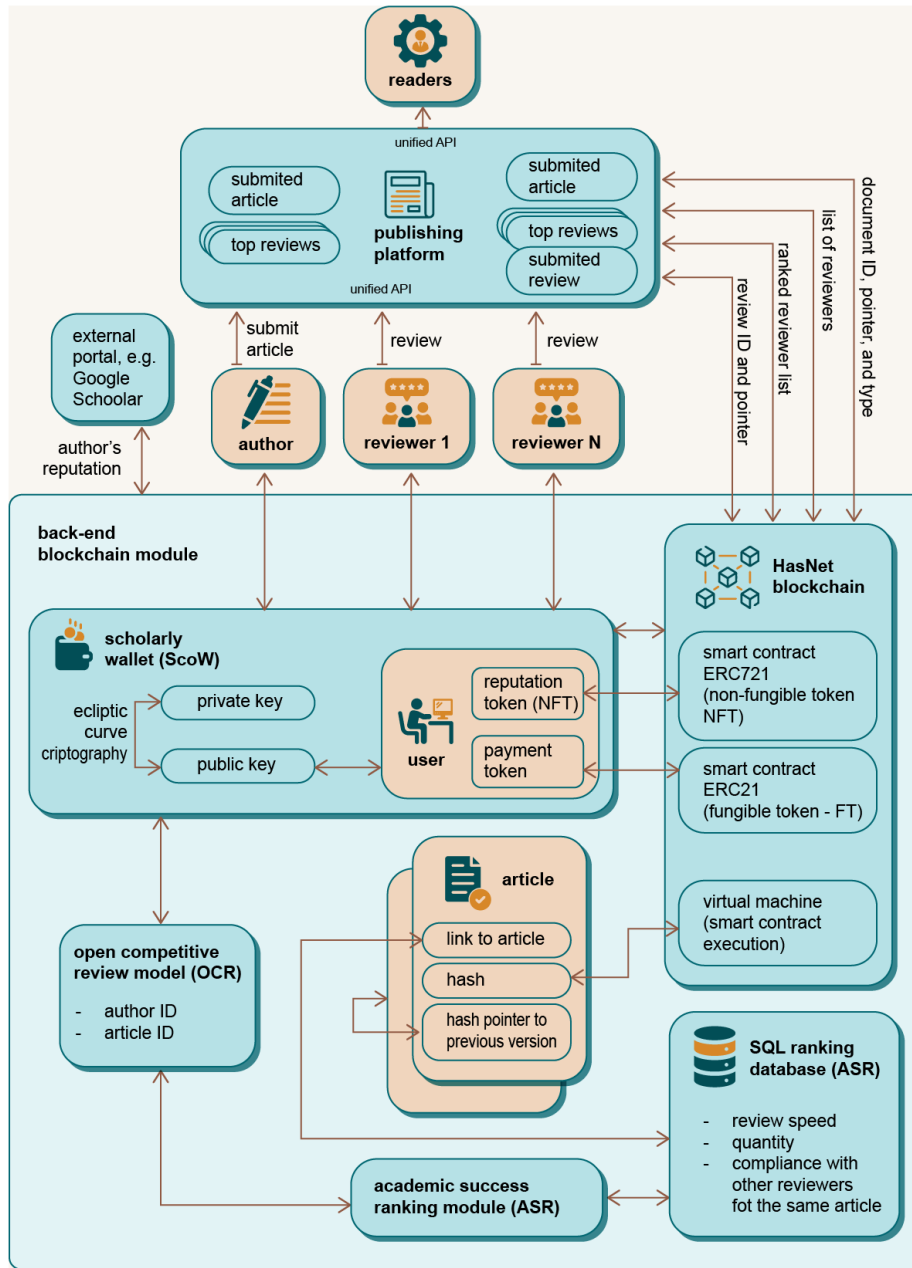 readers
unified API
submited
article
top reviews
publishing
platform
submited
article
top reviews
submited
review
unified API
document ID, pointer, and type
list of reviewers
ranked reviewer list
review ID and pointer
external
portal, e.g.
Google
Schoolar
submit
article
review
review
author
reviewer 1
reviewer N
author's
reputation
back-end
blockchain module
HasNet
blockchain
scholarly
wallet (ScoW)
ecliptic
curve
criptography
private key
public key
user
reputation
token (NFT)
payment
token
smart contract
ERC721
(non-fungible token
NFT)
smart contract
ERC21
(fungible token - FT)
virtual machine
(smart contract
execution)
article
link to article
hash
hash pointer to
previous version
open competitive
review model (OCR)
- author ID
- article ID
SQL ranking
database (ASR)
- review speed
- quantity
- compliance with
other reviewers
fot the same article
academic success
ranking module (ASR)